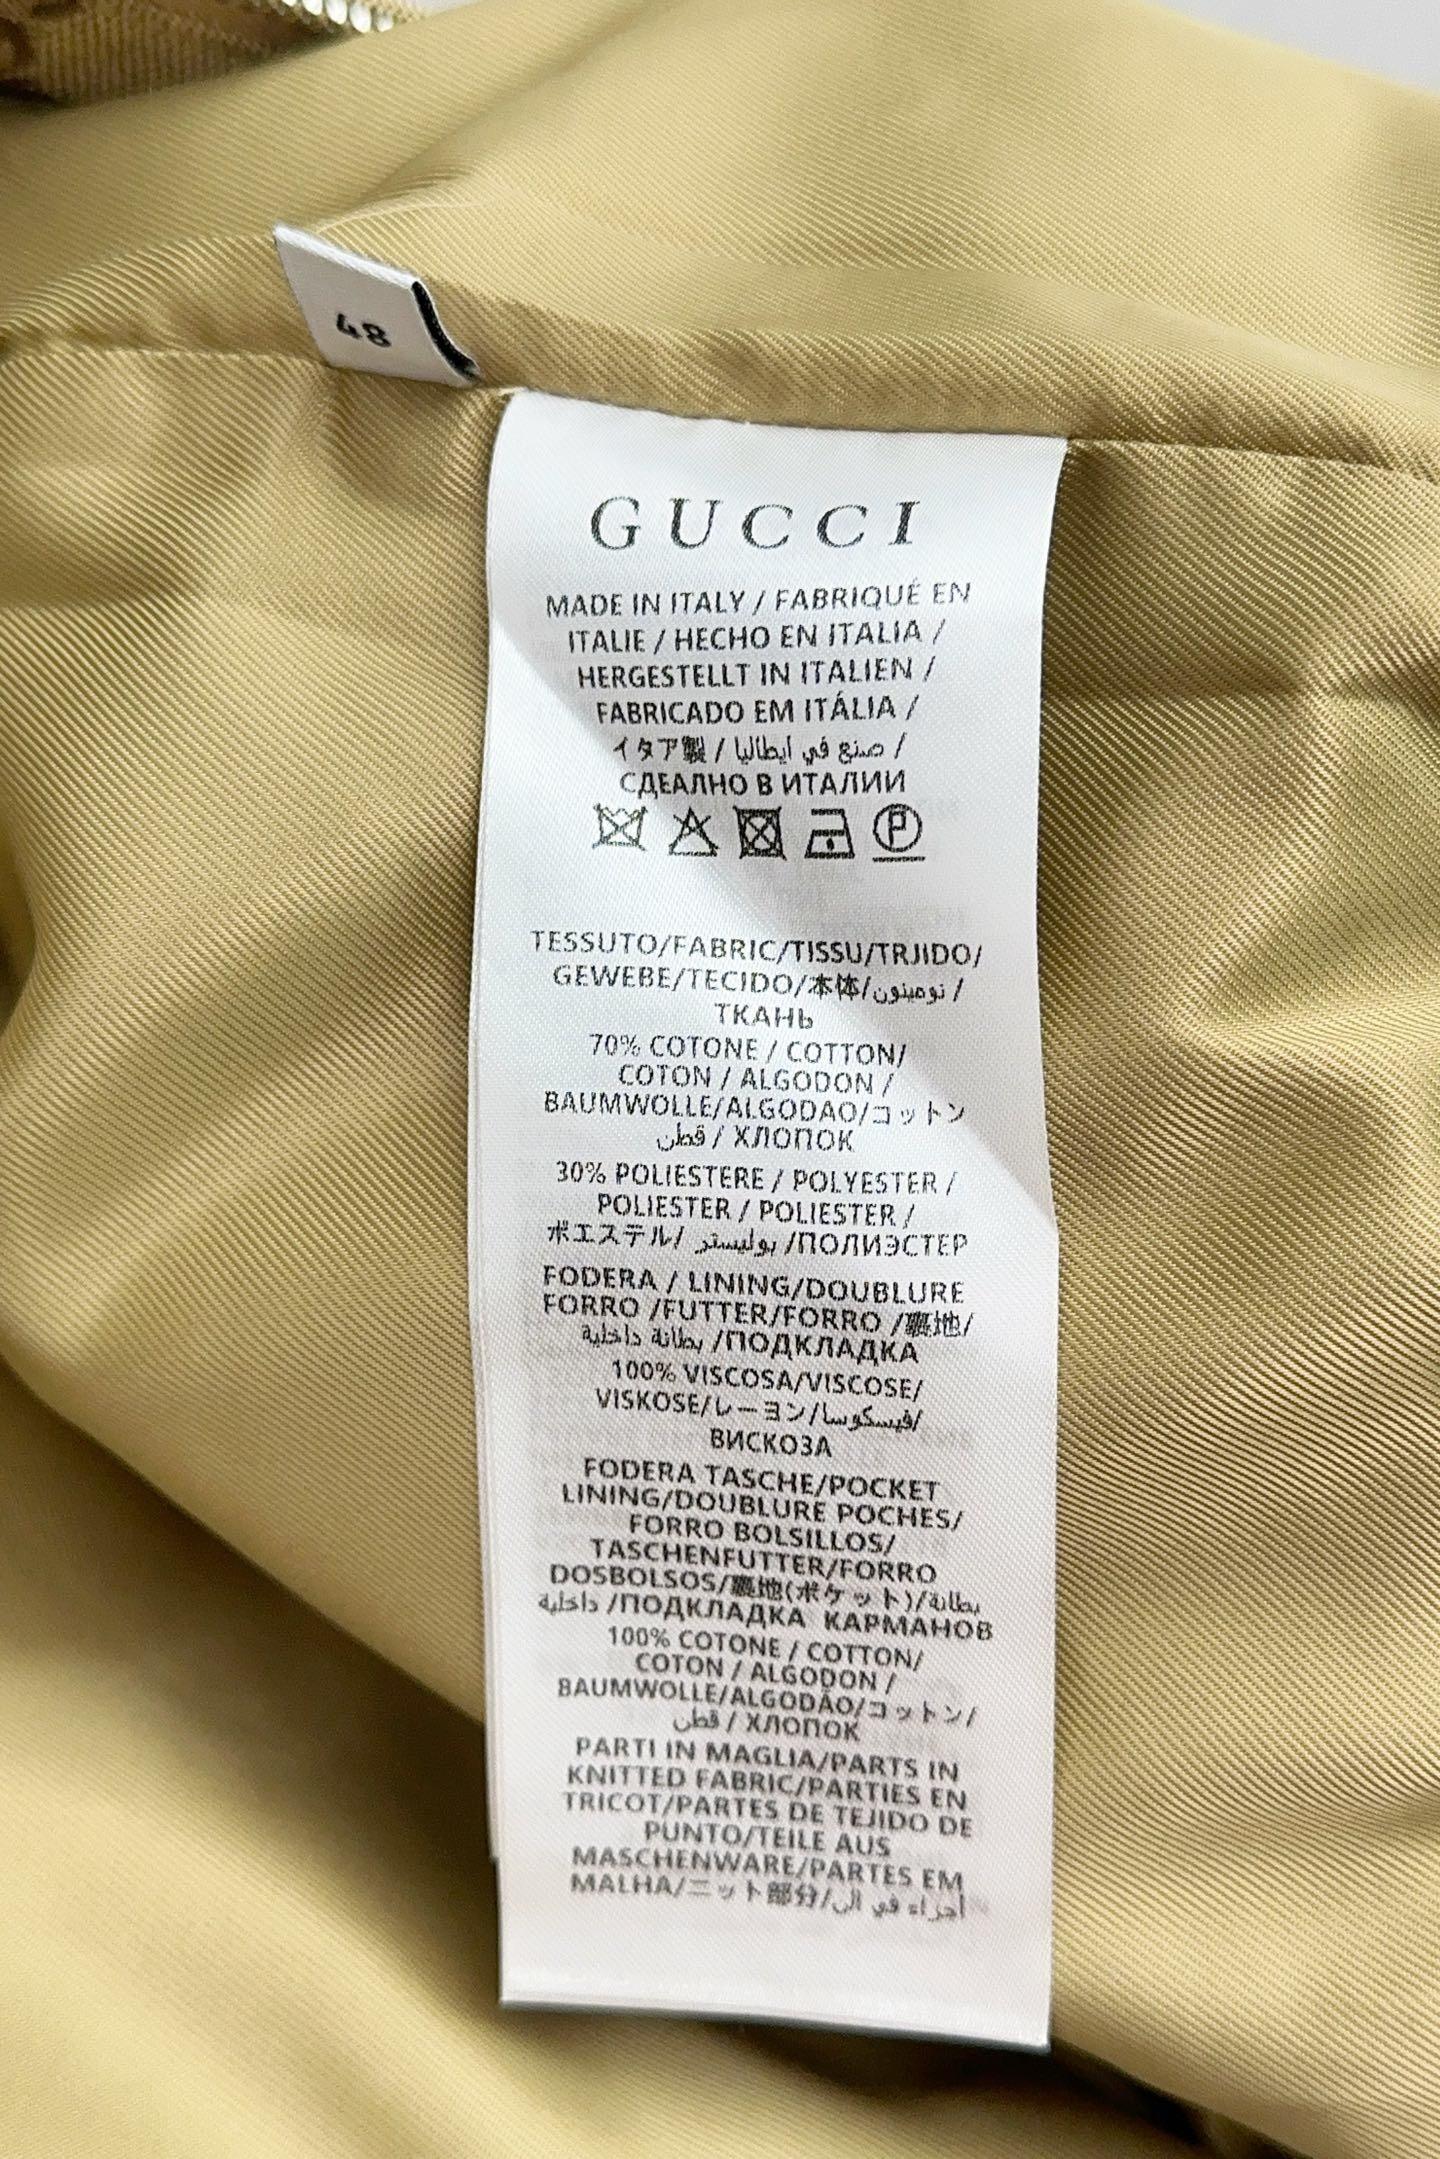 48
GUCCI
MADE IN ITALY / FABRIQUÉ EN
ITALIE / HECHO EN ITALIA /
HERGESTELLT IN ITALIEN /
FABRICADO EM ITÁLIA /
イタア製 / صنع في ايطاليا /
СДЕАЛНО В ИТАЛИИ
TESSUTO/FABRIC/TISSU/TRJIDO/
GEWEBE/TECIDO/本体/نومينون /
ТКАНЬ
70% COTONE / COTTON/
COTON / ALGODON /
BAUMWOLLE/ALGODAO/コットン
قطن / ХЛОПОК
30% POLIESTERE / POLYESTER /
POLIESTER / POLIESTER /
ポエステル/ بوليستر /ПОЛИЭСТЕР
FODERA / LINING/DOUBLURE
FORRO /FUTTER/FORRO /裏地/
بطانة داخلية /ПОДКЛАДКА
100% VISCOSA/VISCOSE/
VISKOSE/レーヨン/فيسكوسا/
ВИСКОЗА
FODERA TASCHE/POCKET
LINING/DOUBLURE POCHES/
FORRO BOLSILLOS/
TASCHENFUTTER/FORRO
DOSBOLSOS/裏地(ポケット)/بطانة
داخلية /ПОДКЛАДКА КАРМАНОВ
100% COTONE / COTTON/
COTON / ALGODON /
BAUMWOLLE/ALGODÃO/コットン/
قطن / ХЛОПОК
PARTI IN MAGLIA/PARTS IN
KNITTED FABRIC/PARTIES EN
TRICOT/PARTES DE TEJIDO DE
PUNTO/TEILE AUS
MASCHENWARE/PARTES EM
MALHA/ニット部分/أجزاء في الن